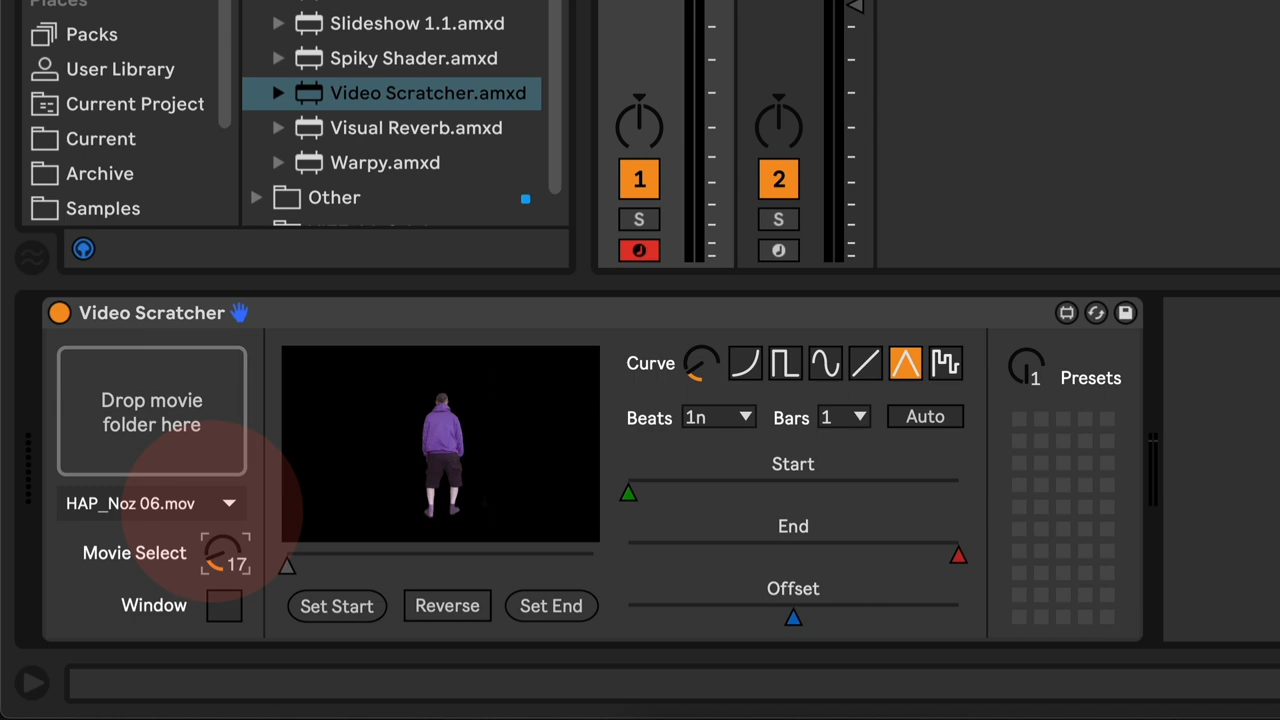 Places
Packs
User Library
Current Project
Current
Archive
Samples
Slideshow 1.1.amxd
Spiky Shader.amxd
Video Scratcher.amxd
Visual Reverb.amxd
Warpy.amxd
Other
1
2
S
S
Video Scratcher
Drop movie
folder here
HAP_Noz 06.mov
Movie Select
17
Window
Set Start
Reverse
Set End
Curve
Beats
1n
Bars
1
Auto
Start
End
Offset
1
Presets